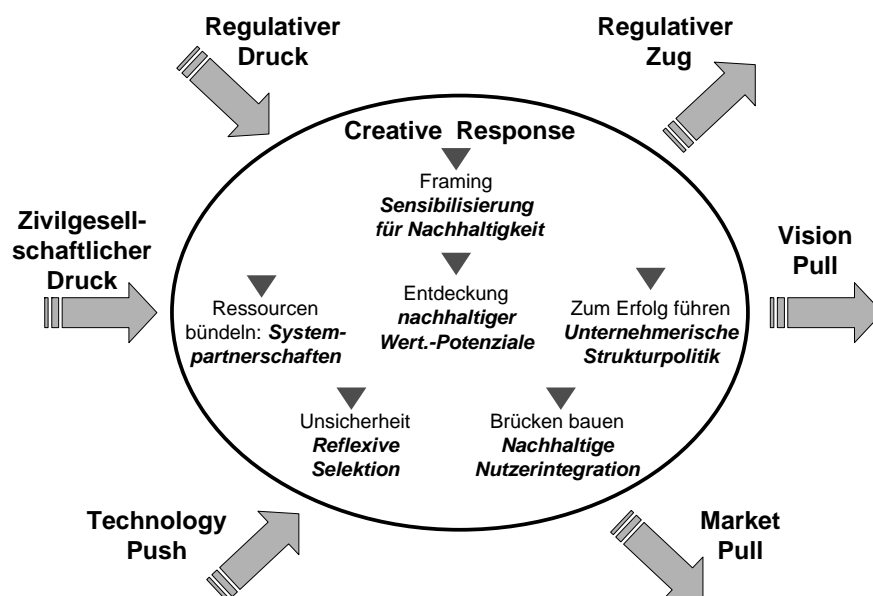 Regulativer
Druck
Regulativer
Zug
Creative Response
Framing
Sensibilisierung
für Nachhaltigkeit
Zivilgesell-
schaftlicher
Druck
Vision
Pull
Ressourcen
bündeln: System-
partnerschaften
Entdeckung
nachhaltiger
Wert.-Potenziale
Zum Erfolg führen
Unternehmerische
Strukturpolitik
Unsicherheit
Reflexive
Selektion
Brücken bauen
Nachhaltige
Nutzerintegration
Technology
Push
Market
Pull